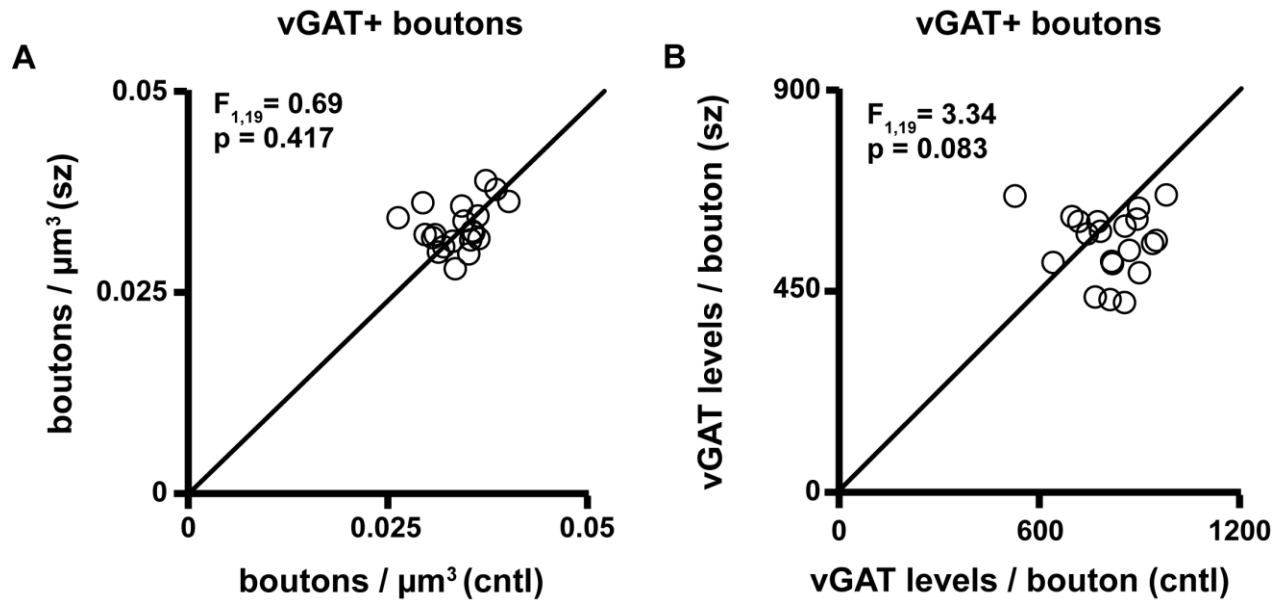 vGAT+ boutons
A
F1,19= 0.69
p = 0.417
boutons / µm³ (sz)
0.05
0.025
0
0
0.025
0.05
boutons / µm³ (cntl)
vGAT+ boutons
B
F1,19= 3.34
p = 0.083
vGAT levels / bouton (sz)
900
450
0
0
600
1200
vGAT levels / bouton (cntl)